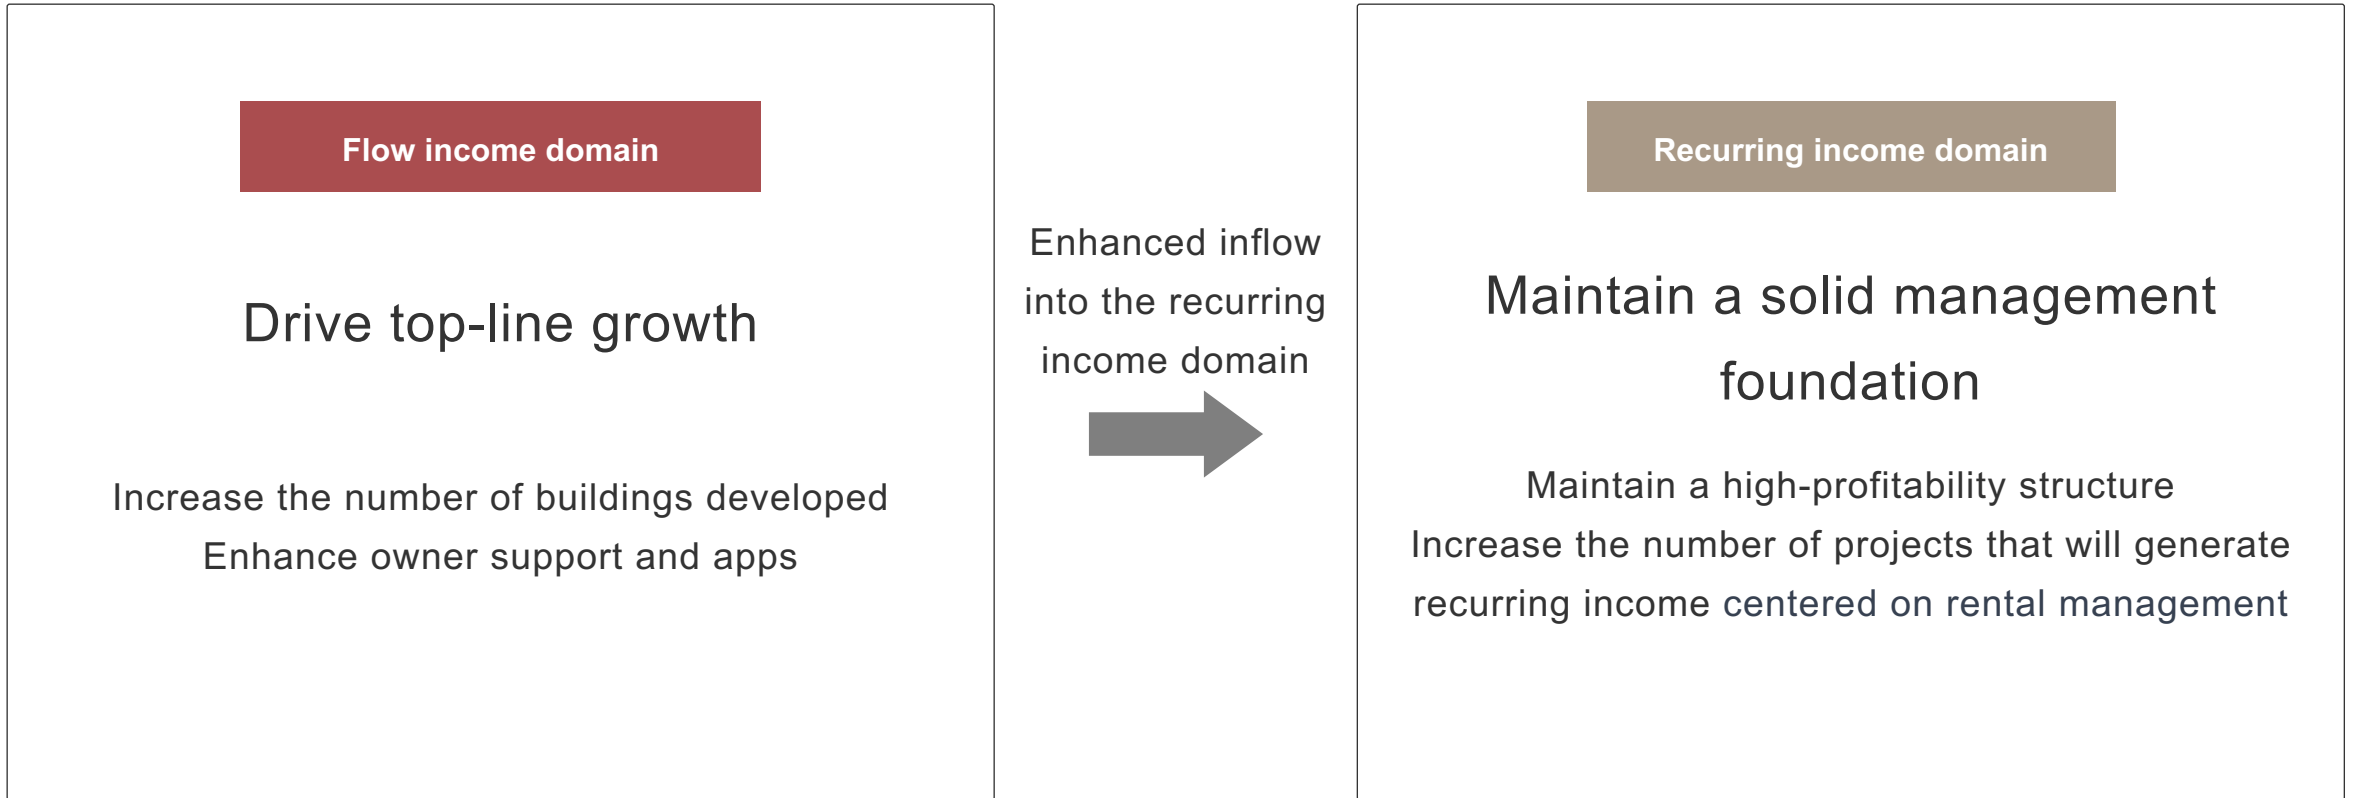 Flow income domain
Drive top-line growth
Increase the number of buildings developed
Enhance owner support and apps
Enhanced inflow
into the recurring
income domain
Recurring income domain
Maintain a solid management
foundation
Maintain a high-profitability structure
Increase the number of projects that will generate
recurring income centered on rental management